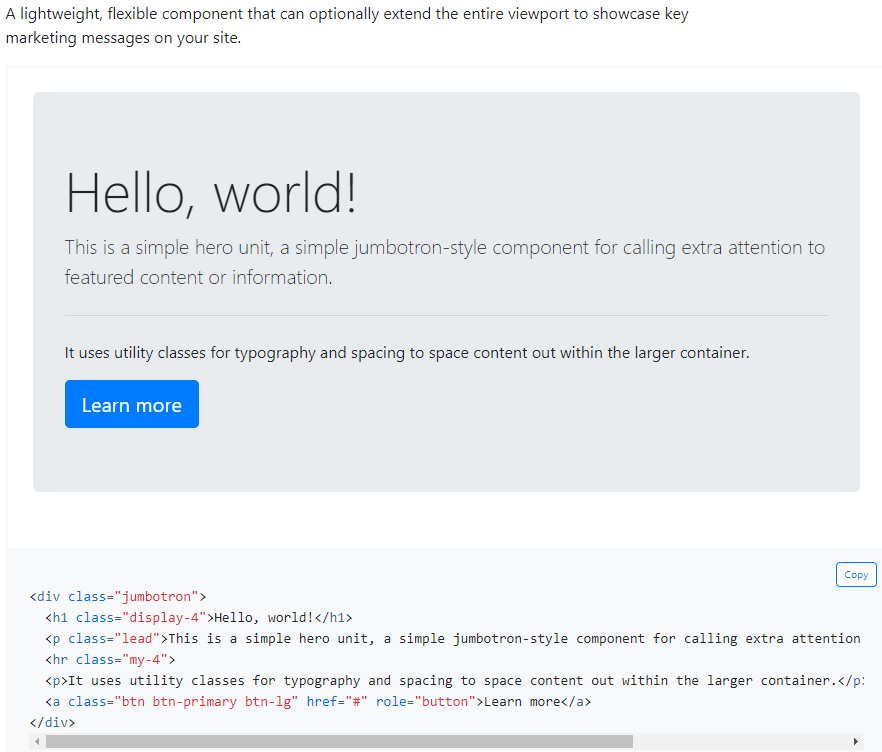 A lightweight, flexible component that can optionally extend the entire viewport to showcase key
marketing messages on your site.
Hello, world!
This is a simple hero unit, a simple jumbotron-style component for calling extra attention to
featured content or information.
It uses utility classes for typography and spacing to space content out within the larger container.
Learn more
Copy
<div class="jumbotron">
  <h1 class="display-4">Hello, world!</h1>
  <p class="lead">This is a simple hero unit, a simple jumbotron-style component for calling extra attention
  <hr class="my-4">
  <p>It uses utility classes for typography and spacing to space content out within the larger container.</p>
  <a class="btn btn-primary btn-lg" href="#" role="button">Learn more</a>
</div>